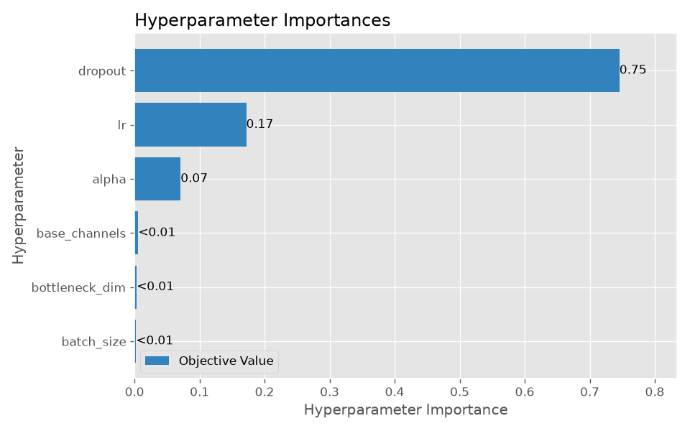 Hyperparameter Importances
Hyperparameter
dropout
0.75
lr
0.17
alpha
0.07
base_channels
<0.01
bottleneck_dim
<0.01
batch_size
<0.01
Objective Value
0.0 0.1 0.2 0.3 0.4 0.5 0.6 0.7 0.8
Hyperparameter Importance